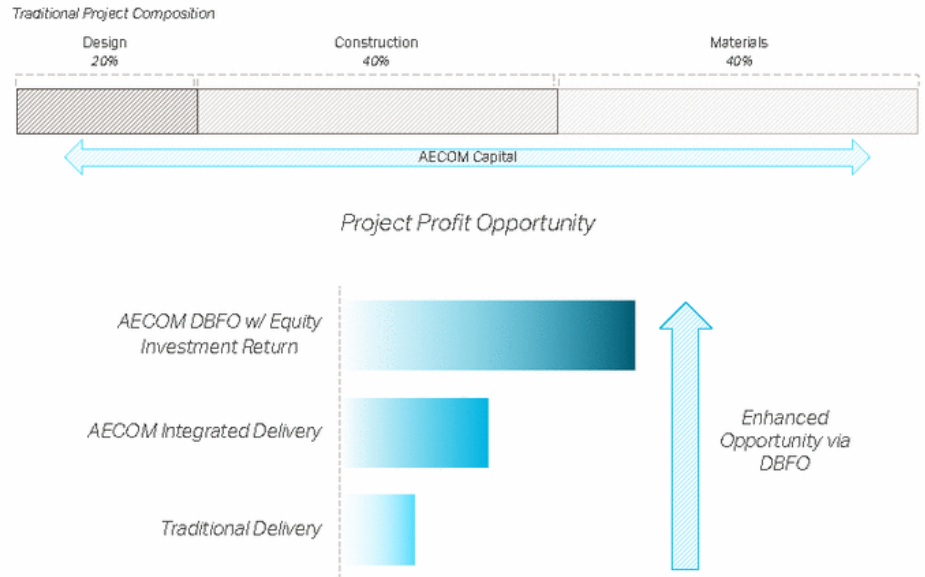 Traditional Project Composition
Design
20%
Construction
40%
Materials
40%
AECOM Capital
Project Profit Opportunity
AECOM DBFO w/ Equity
Investment Return
AECOM Integrated Delivery
Traditional Delivery
Enhanced
Opportunity via
DBFO